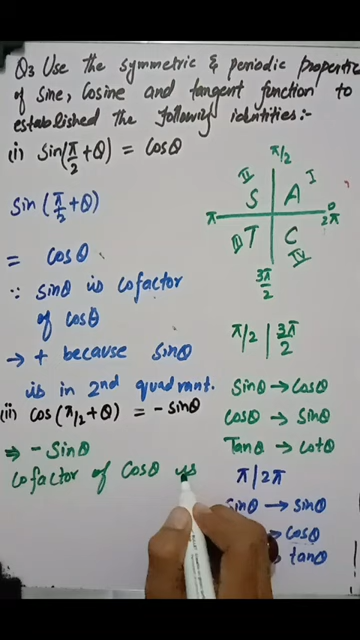 Q3 Use the symmetric & periodic properties
of sine, Cosine and tangent function to
established the following identities:-
(i) Sin(π/2 + θ) = Cosθ
Sin (π/2 + θ)
= Cosθ
∵ Sinθ is Cofactor
of Cosθ
→ + because Sinθ
is in 2nd quadrant.
(ii) Cos (π/2 + θ) = - Sinθ
⇒ - Sinθ
Cofactor of Cosθ is
π/2
II I
S A
π 0
2π
III T C
IV
3π/2
π/2 | 3π/2
Sinθ → Cosθ
Cosθ → Sinθ
Tanθ → Cotθ
π | 2π
Sinθ → Sinθ
→ Cosθ
→ tanθ